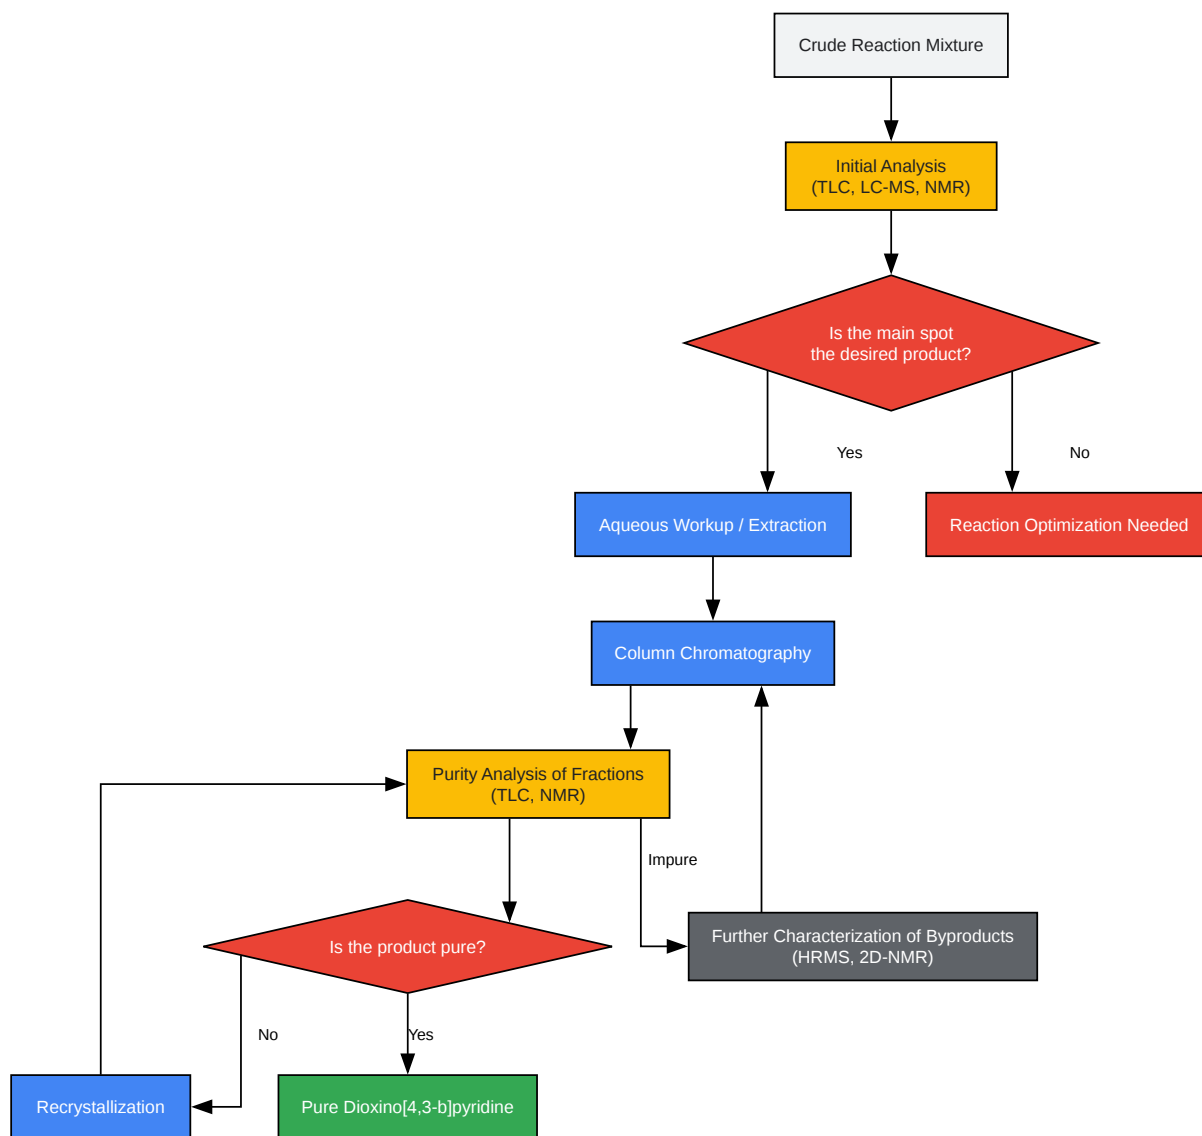 Crude Reaction Mixture
Initial Analysis
(TLC, LC-MS, NMR)
Is the main spot
the desired product?
Yes
No
Aqueous Workup / Extraction
Reaction Optimization Needed
Column Chromatography
Purity Analysis of Fractions
(TLC, NMR)
Impure
Is the product pure?
Further Characterization of Byproducts
(HRMS, 2D-NMR)
No
Yes
Recrystallization
Pure Dioxino[4,3-b]pyridine